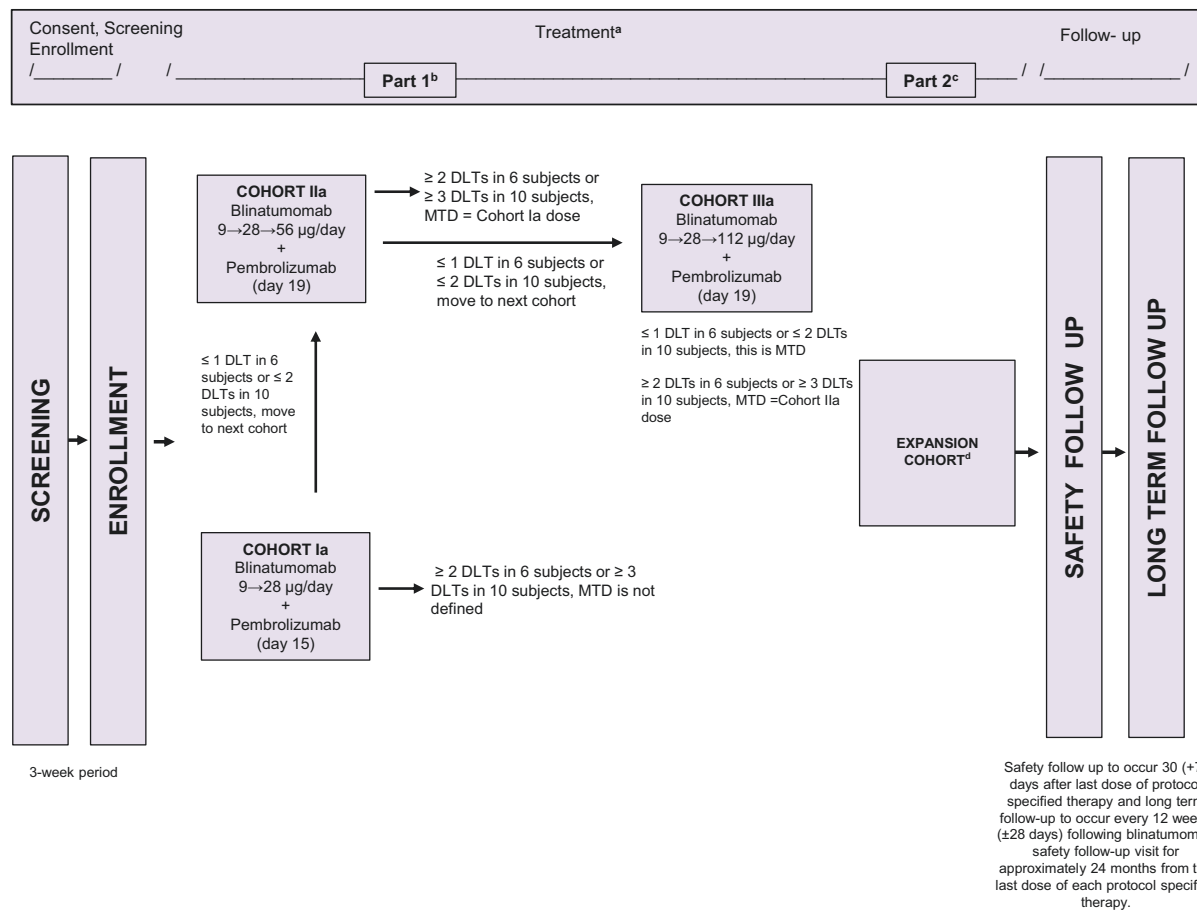 Consent, Screening
Enrollment
/________ /
Treatmentᵃ
/
Part 1ᵇ
Part 2ᶜ
/
Follow- up
/_______________ /
SCREENING
ENROLLMENT
3-week period
COHORT IIa
Blinatumomab
9→28→56 µg/day
+
Pembrolizumab
(day 19)
≥ 2 DLTs in 6 subjects or
≥ 3 DLTs in 10 subjects,
MTD = Cohort Ia dose
≤ 1 DLT in 6 subjects or
≤ 2 DLTs in 10 subjects,
move to next cohort
COHORT IIIa
Blinatumomab
9→28→112 µg/day
+
Pembrolizumab
(day 19)
≤ 1 DLT in 6 subjects or ≤ 2 DLTs
in 10 subjects, this is MTD
≥ 2 DLTs in 6 subjects or ≥ 3 DLTs
in 10 subjects, MTD =Cohort IIa
dose
≤ 1 DLT in 6
subjects or ≤ 2
DLTs in 10
subjects, move
to next cohort
COHORT Ia
Blinatumomab
9→28 µg/day
+
Pembrolizumab
(day 15)
≥ 2 DLTs in 6 subjects or ≥ 3
DLTs in 10 subjects, MTD is not
defined
EXPANSION
COHORTᵈ
SAFETY FOLLOW UP
LONG TERM FOLLOW UP
Safety follow up to occur 30 (+7
days after last dose of protoco
specified therapy and long term
follow-up to occur every 12 wee
(±28 days) following blinatumom
safety follow-up visit for
approximately 24 months from t
last dose of each protocol specif
therapy.